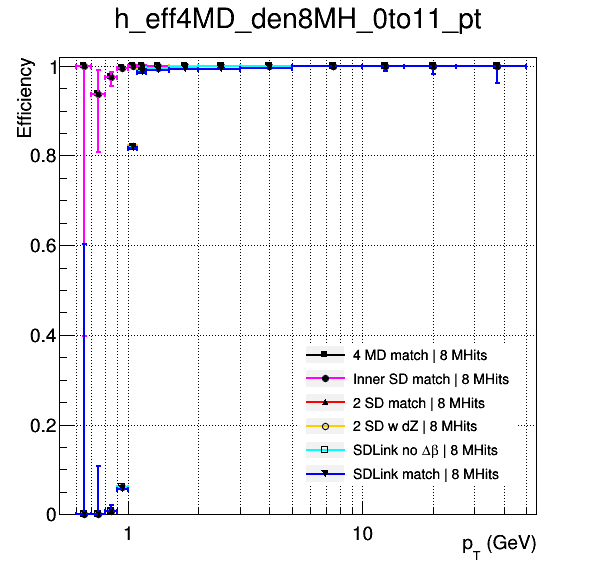 h_eff4MD_den8MH_0to11_pt
Efficiency
1
0.8
0.6
0.4
0.2
0
4 MD match | 8 MHits
Inner SD match | 8 MHits
2 SD match | 8 MHits
2 SD w dZ | 8 MHits
SDLink no Δβ | 8 MHits
SDLink match | 8 MHits
1
10
p_T (GeV)